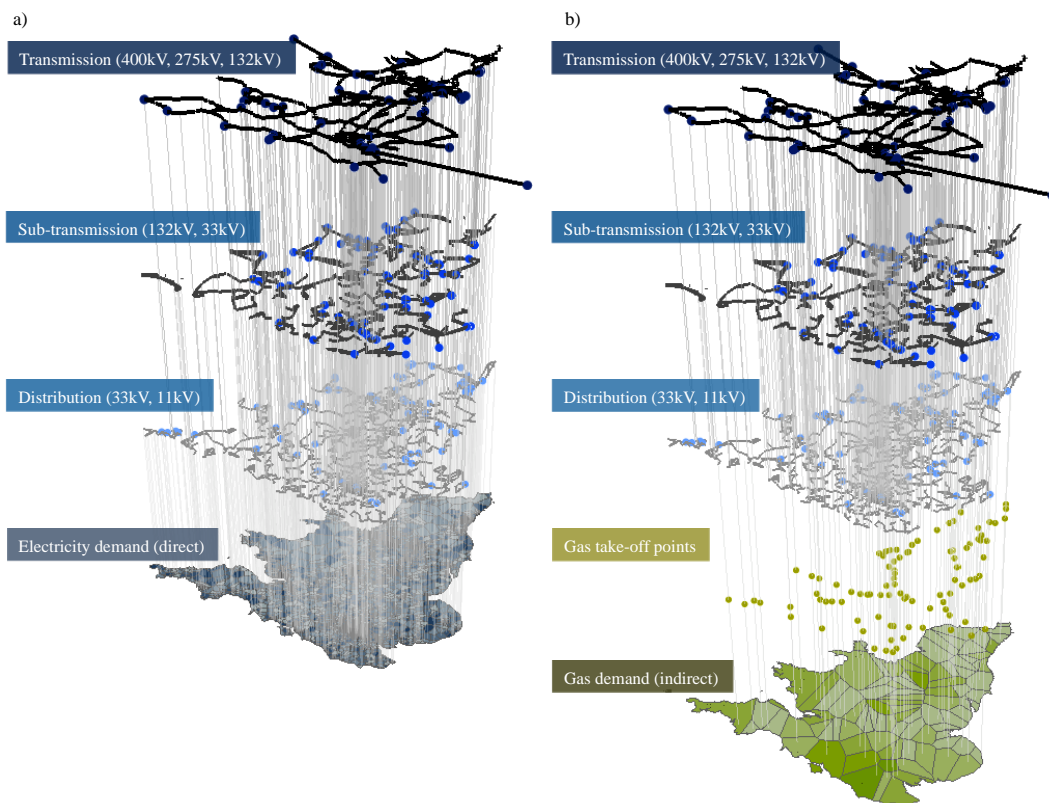 a)
Transmission (400kV, 275kV, 132kV)
Sub-transmission (132kV, 33kV)
Distribution (33kV, 11kV)
Electricity demand (direct)
b)
Transmission (400kV, 275kV, 132kV)
Sub-transmission (132kV, 33kV)
Distribution (33kV, 11kV)
Gas take-off points
Gas demand (indirect)